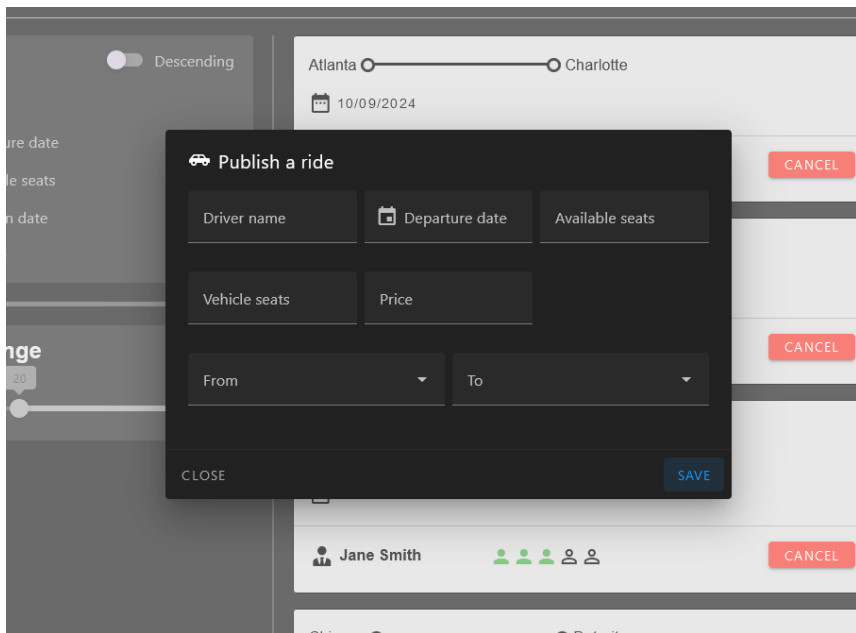 Descending
Atlanta Charlotte
10/09/2024
ure date
le seats
n date
CANCEL
Publish a ride
Driver name Departure date Available seats
Vehicle seats Price
CANCEL
nge
20
From To
CLOSE SAVE
Jane Smith CANCEL